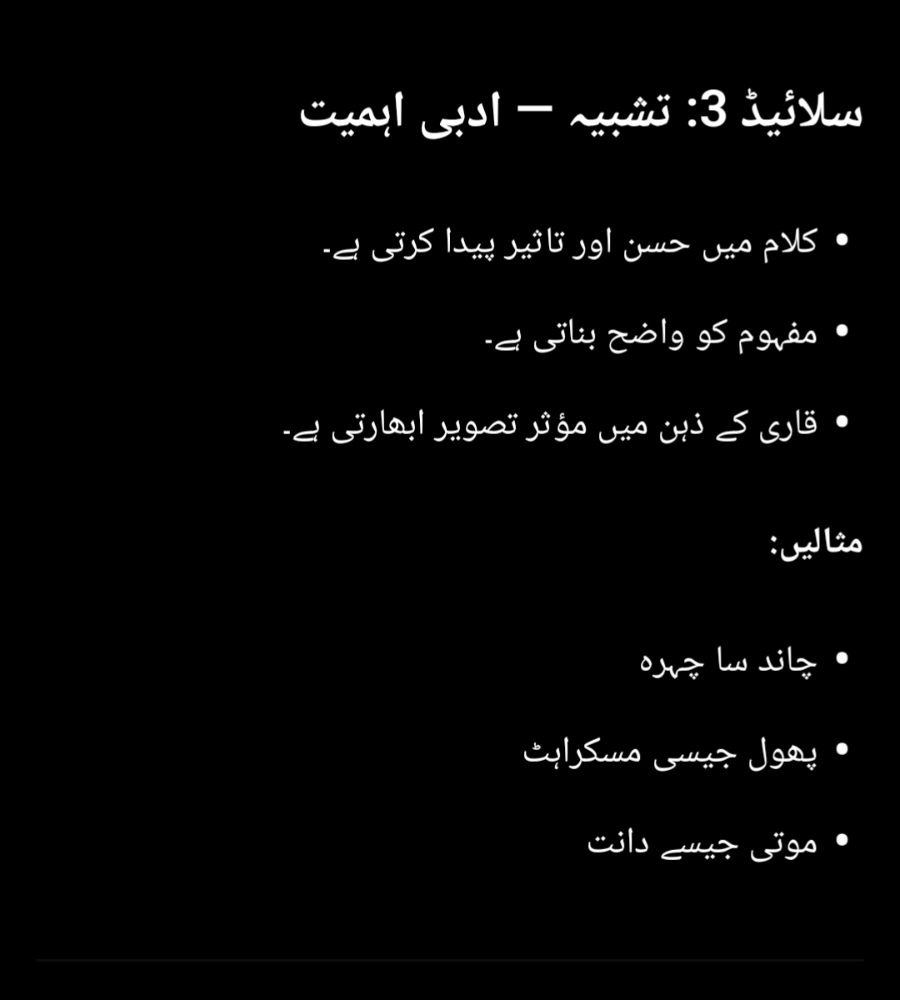 سلائیڈ 3: تشبیہ — ادبی اہمیت
• کلام میں حسن اور تاثیر پیدا کرتی ہے۔
• مفہوم کو واضح بناتی ہے۔
• قاری کے ذہن میں مؤثر تصویر ابھارتی ہے۔
مثالیں:
• چاند سا چہرہ
• پھول جیسی مسکراہٹ
• موتی جیسے دانت